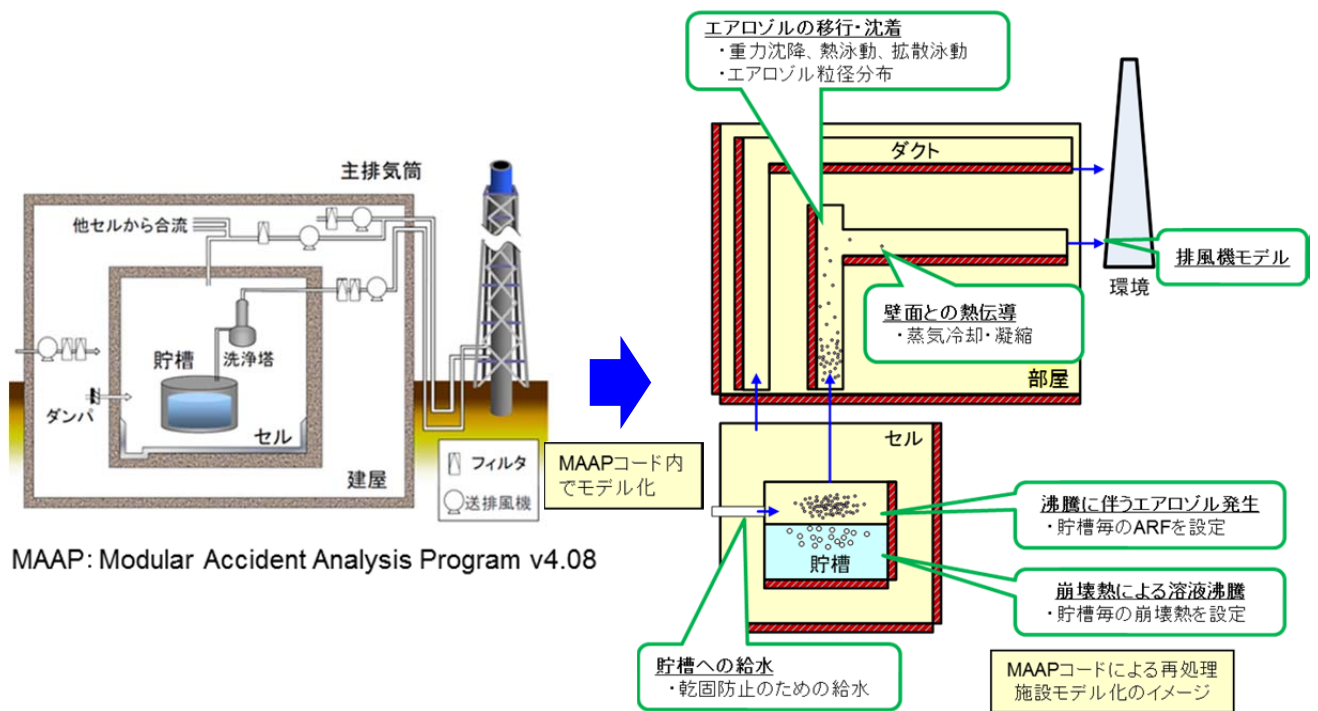 主排気筒
他セルから合流
貯槽
洗浄塔
ダンパ
セル
建屋
フィルタ
送排風機
MAAP: Modular Accident Analysis Program v4.08
MAAPコード内
でモデル化
エアロゾルの移行・沈着
・重力沈降、熱泳動、拡散泳動
・エアロゾル粒径分布
ダクト
排風機モデル
環境
壁面との熱伝導
・蒸気冷却・凝縮
部屋
セル
沸騰に伴うエアロゾル発生
・貯槽毎のARFを設定
貯槽
崩壊熱による溶液沸騰
・貯槽毎の崩壊熱を設定
貯槽への給水
・乾固防止のための給水
MAAPコードによる再処理
施設モデル化のイメージ